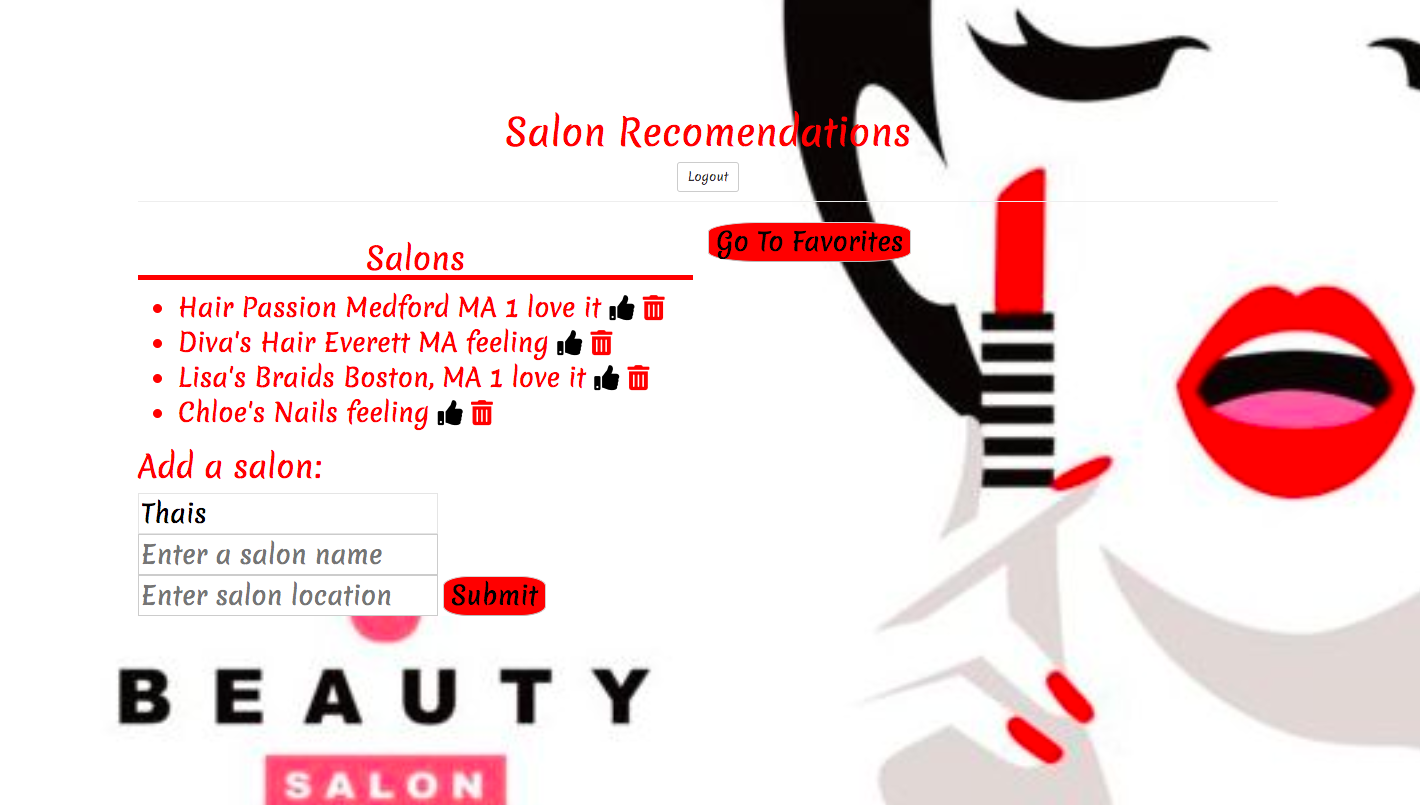 Salon Recomendations
Logout
Go To Favorites
Salons
Hair Passion Medford MA 1 love it
Diva's Hair Everett MA feeling
Lisa's Braids Boston, MA 1 love it
Chloe's Nails feeling
Add a salon:
Thais
Enter a salon name
Enter salon location
Submit
BEAUTY
SALON